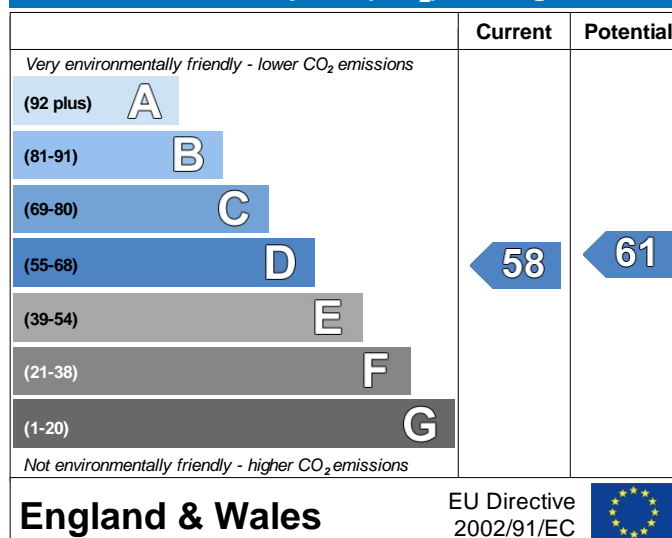 Current Potential
Very environmentally friendly - lower CO₂ emissions
(92 plus) A
(81-91) B
(69-80) C
(55-68) D 58 61
(39-54) E
(21-38) F
(1-20) G
Not environmentally friendly - higher CO₂ emissions
England & Wales
EU Directive
2002/91/EC